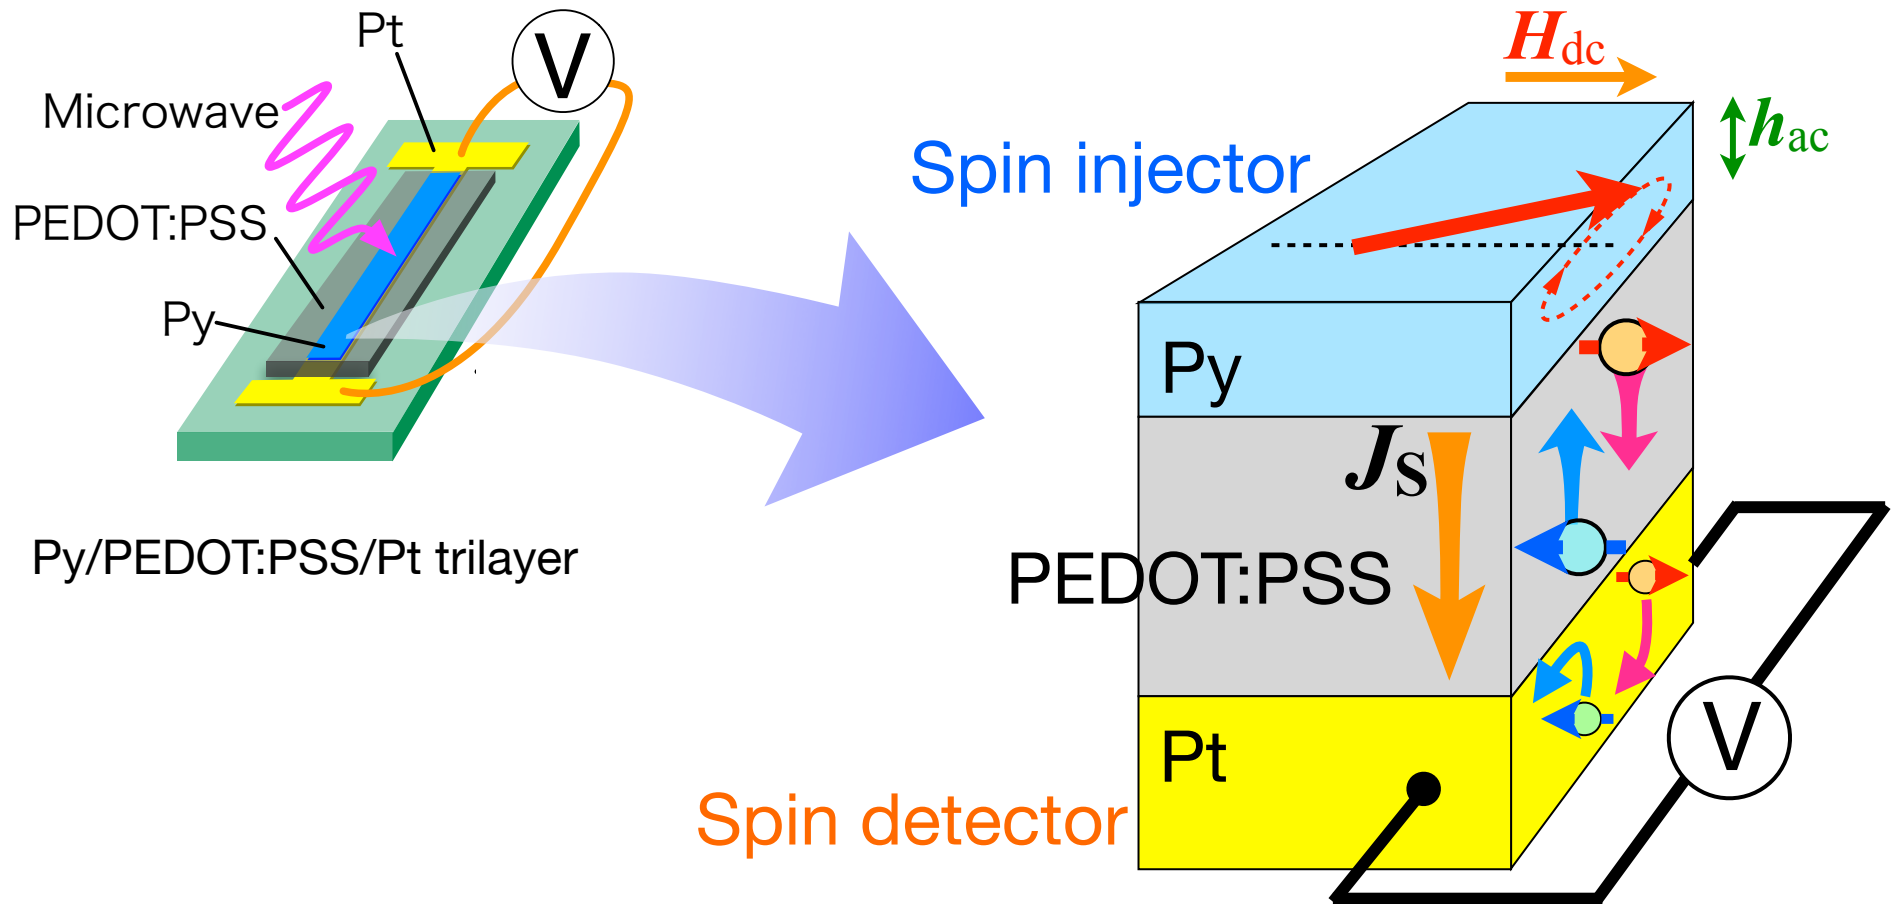 Pt
V
Microwave
PEDOT:PSS
Py
Py/PEDOT:PSS/Pt trilayer
Hdc
hac
Spin injector
Py
JS
PEDOT:PSS
Pt
V
Spin detector